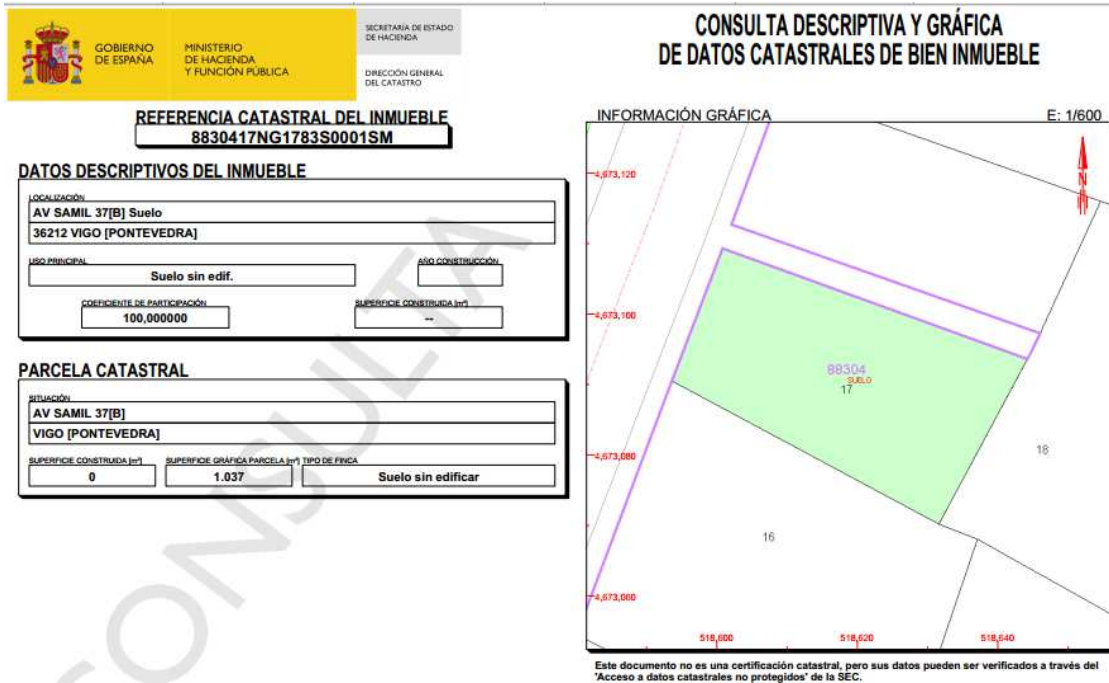 GOBIERNO
DE ESPAÑA
MINISTERIO
DE HACIENDA
Y FUNCIÓN PÚBLICA
SECRETARÍA DE ESTADO
DE HACIENDA
DIRECCIÓN GENERAL
DEL CATASTRO
CONSULTA DESCRIPTIVA Y GRÁFICA
DE DATOS CATASTRALES DE BIEN INMUEBLE
REFERENCIA CATASTRAL DEL INMUEBLE
8830417NG1783S0001SM
DATOS DESCRIPTIVOS DEL INMUEBLE
LOCALIZACIÓN
AV SAMIL 37[B] Suelo
36212 VIGO [PONTEVEDRA]
USO PRINCIPAL
Suelo sin edif.
AÑO CONSTRUCCIÓN
COEFICIENTE DE PARTICIPACIÓN
100,000000
SUPERFICIE CONSTRUIDA [m²]
--
PARCELA CATASTRAL
SITUACIÓN
AV SAMIL 37[B]
VIGO [PONTEVEDRA]
SUPERFICIE CONSTRUIDA [m²]
0
SUPERFICIE GRÁFICA PARCELA [m²]
1.037
TIPO DE FINCA
Suelo sin edificar
CONSULTA
INFORMACIÓN GRÁFICA E: 1/600
N
4,673,120
4,673,100
88304
SUELO
17
4,673,080
18
16
4,673,060
518,600 518,620 518,640
Este documento no es una certificación catastral, pero sus datos pueden ser verificados a través del
'Acceso a datos catastrales no protegidos' de la SEC.